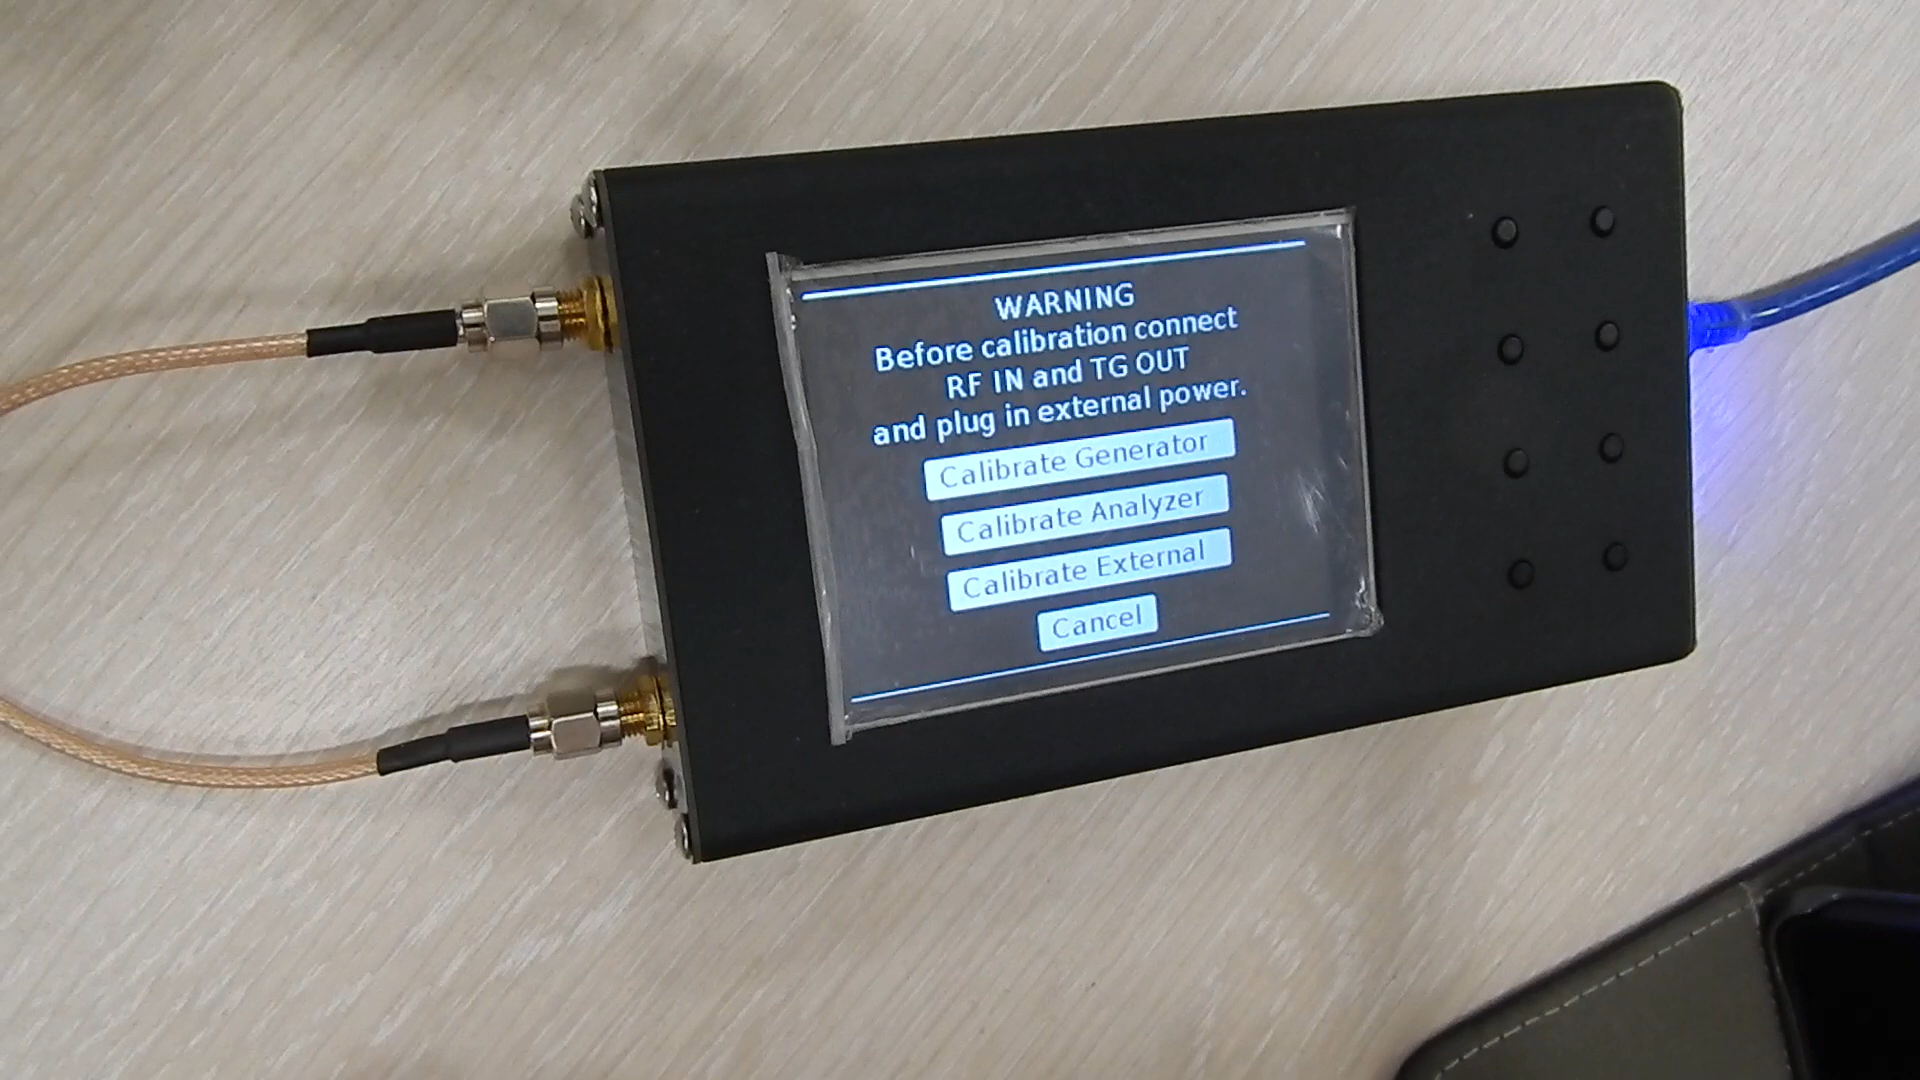 WARNING
Before calibration connect
RF IN and TG OUT
and plug in external power.
Calibrate Generator
Calibrate Analyzer
Calibrate External
Cancel